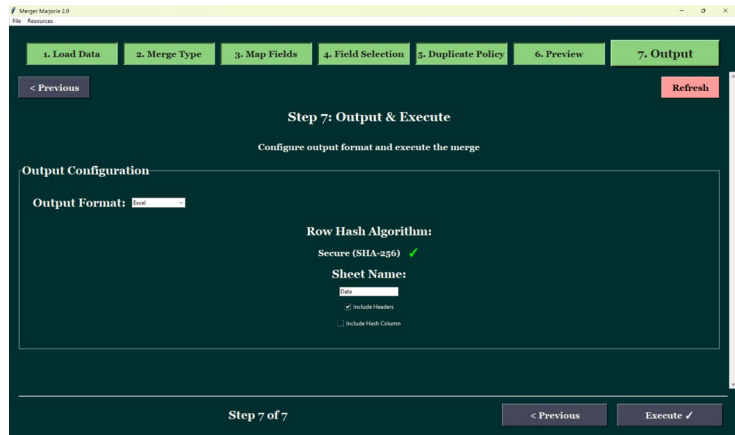 Merger Marjorie 2.0
File Resources
1. Load Data 2. Merge Type 3. Map Fields 4. Field Selection 5. Duplicate Policy 6. Preview 7. Output
< Previous Refresh
Step 7: Output & Execute
Configure output format and execute the merge
Output Configuration
Output Format: Excel
Row Hash Algorithm:
Secure (SHA-256) ✓
Sheet Name:
Data
Include Headers
Include Hash Column
Step 7 of 7 < Previous Execute ✓